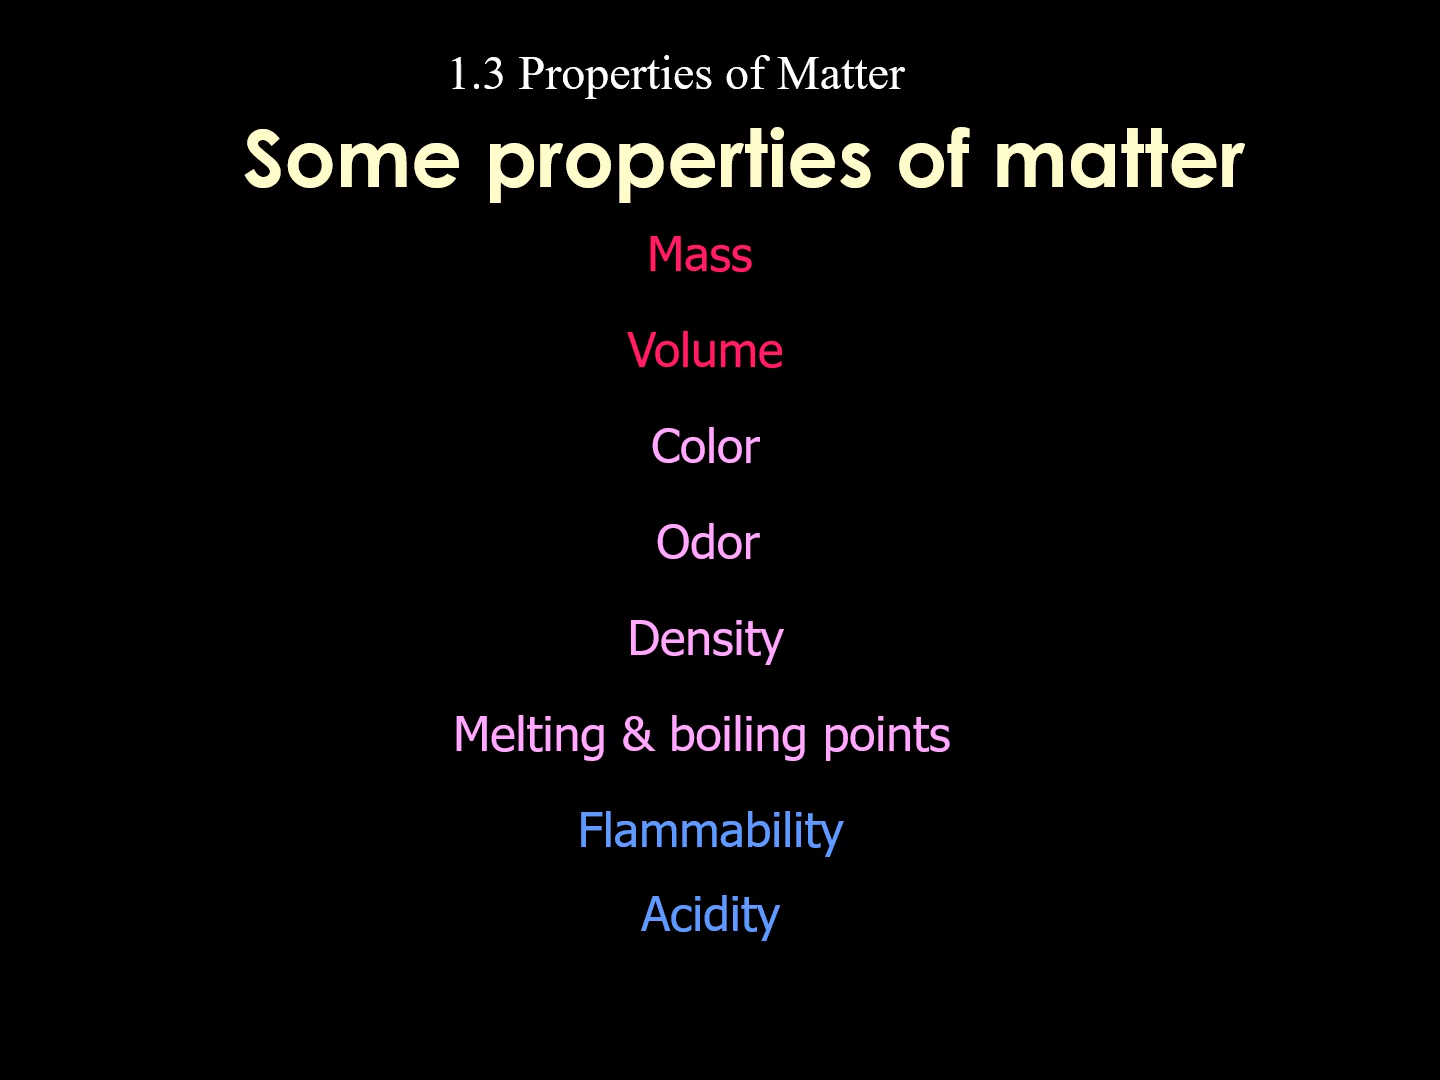 1.3 Properties of Matter
Some properties of matter
Mass
Volume
Color
Odor
Density
Melting & boiling points
Flammability
Acidity